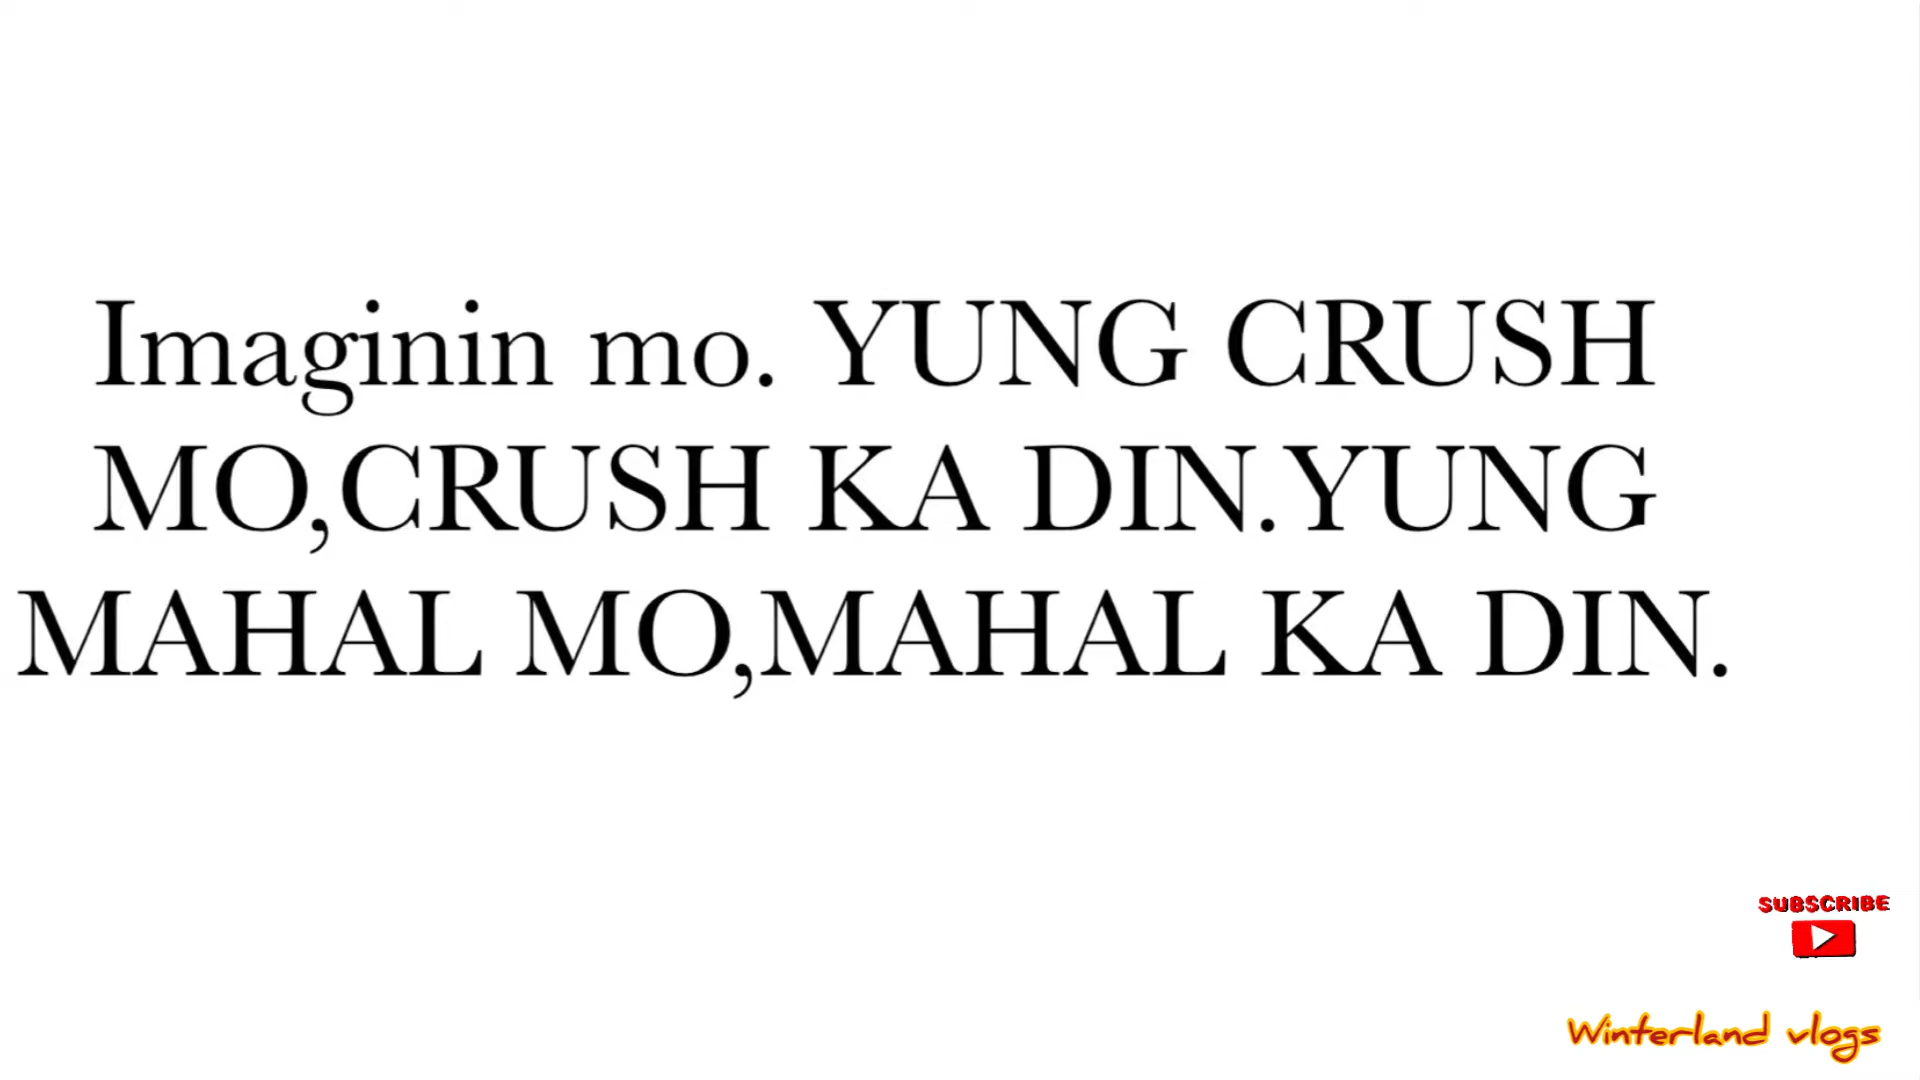 Imaginin mo. YUNG CRUSH
MO,CRUSH KA DIN.YUNG
MAHAL MO,MAHAL KA DIN.
SUBSCRIBE
Winterland vlogs